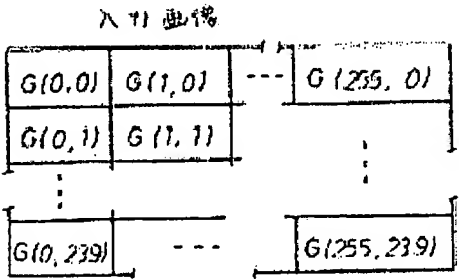 入力画像
G(0,0) G(1,0) --- G(255,0)
G(0,1) G(1,1)
G(0,239) --- G(255,239)